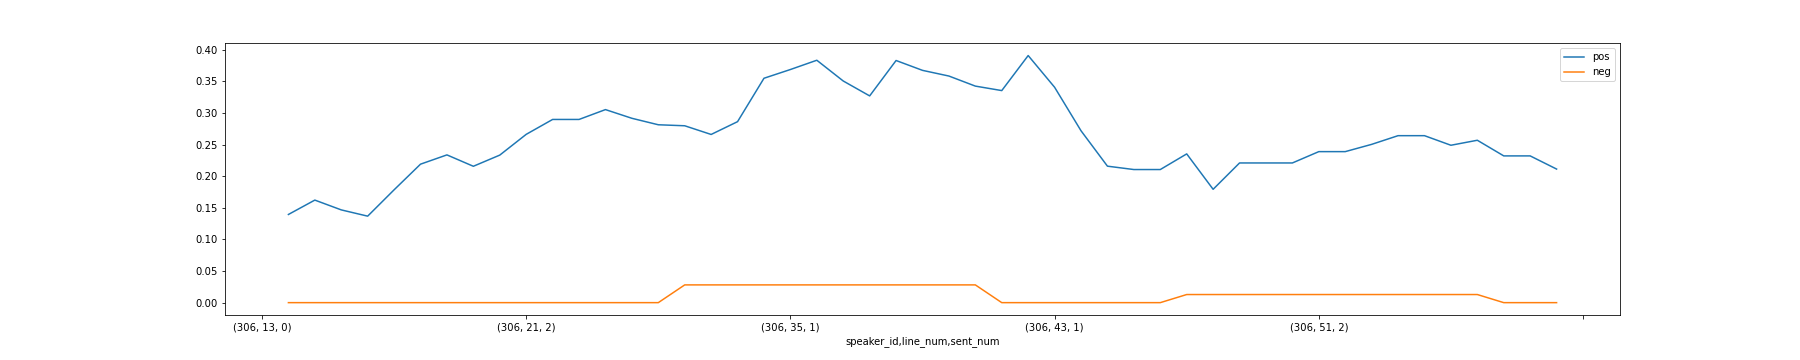 0.40
0.35
0.30
0.25
0.20
0.15
0.10
0.05
0.00
pos
neg
(306, 13, 0) (306, 21, 2) (306, 35, 1) (306, 43, 1) (306, 51, 2)
speaker_id,line_num,sent_num